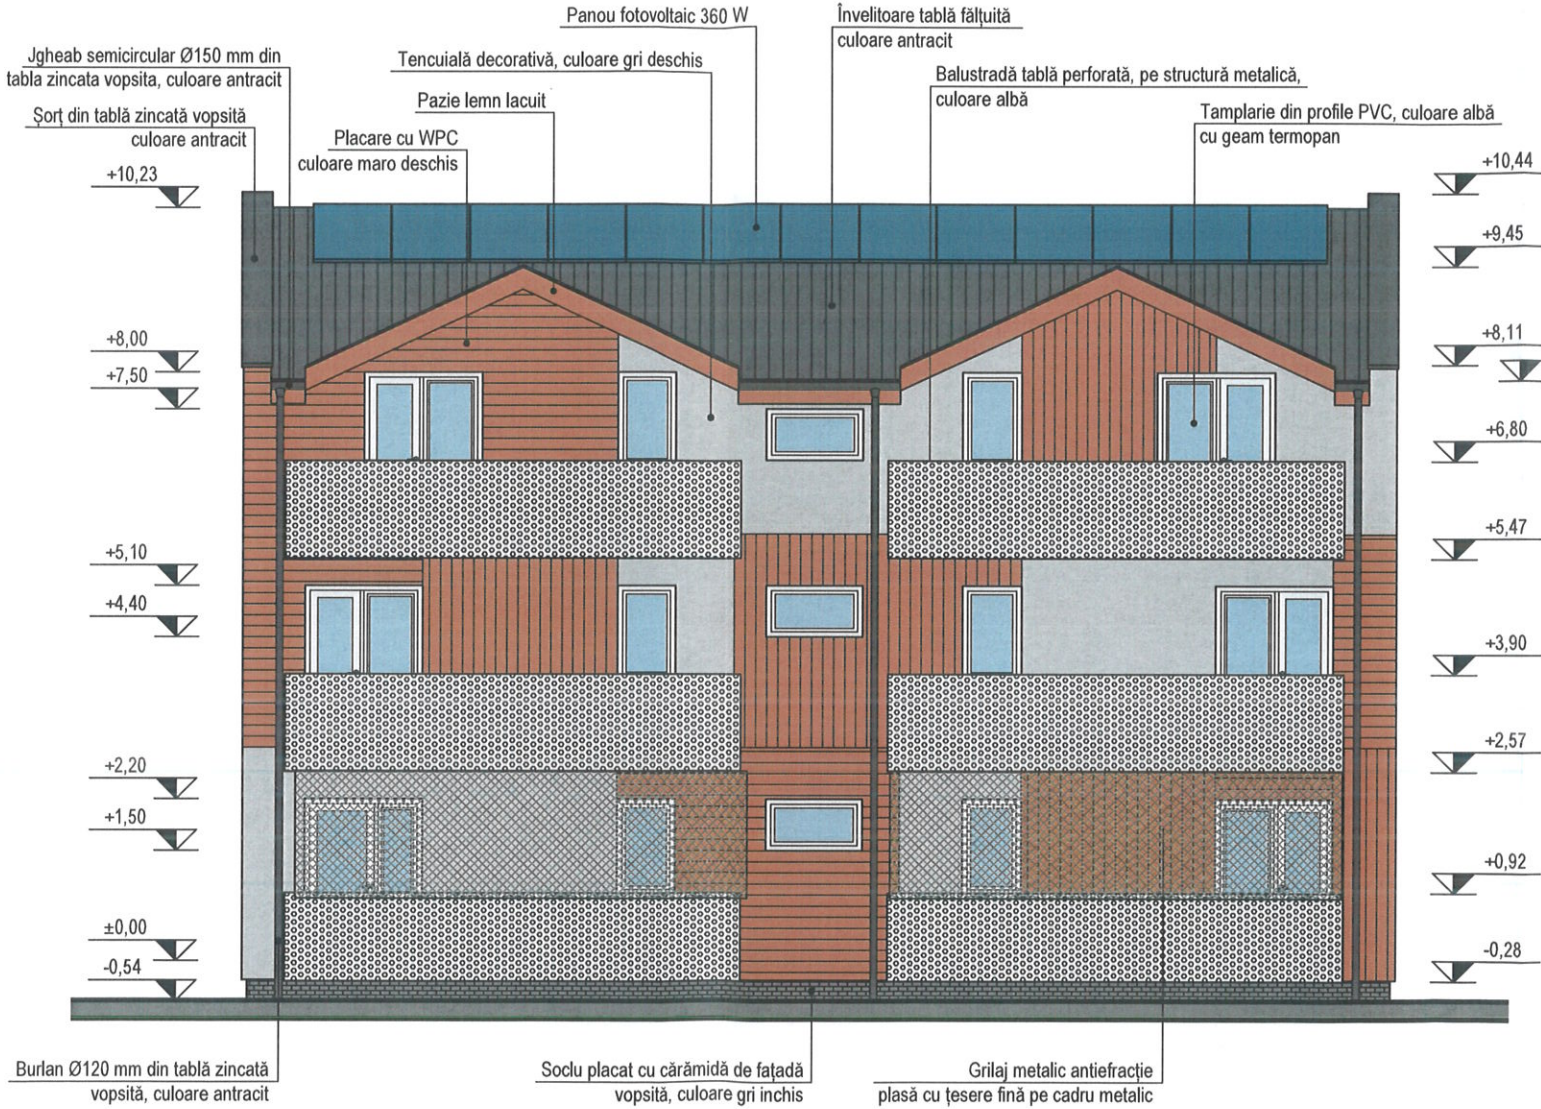 Panou fotovoltaic 360 W
Învelitoare tablă fălțuită
culoare antracit
Jgheab semicircular Ø150 mm din
tabla zincata vopsita, culoare antracit
Tencuială decorativă, culoare gri deschis
Balustradă tablă perforată, pe structură metalică,
culoare albă
Pazie lemn lacuit
Șorț din tablă zincată vopsită
culoare antracit
Tamplarie din profile PVC, culoare albă
cu geam termopan
Placare cu WPC
culoare maro deschis
+10,23
+8,00
+7,50
+5,10
+4,40
+2,20
+1,50
±0,00
-0,54
+10,44
+9,45
+8,11
+6,80
+5,47
+3,90
+2,57
+0,92
-0,28
Burlan Ø120 mm din tablă zincată
vopsită, culoare antracit
Soclu placat cu cărămidă de fațadă
vopsită, culoare gri inchis
Grilaj metalic antiefracție
plasă cu țesere fină pe cadru metalic